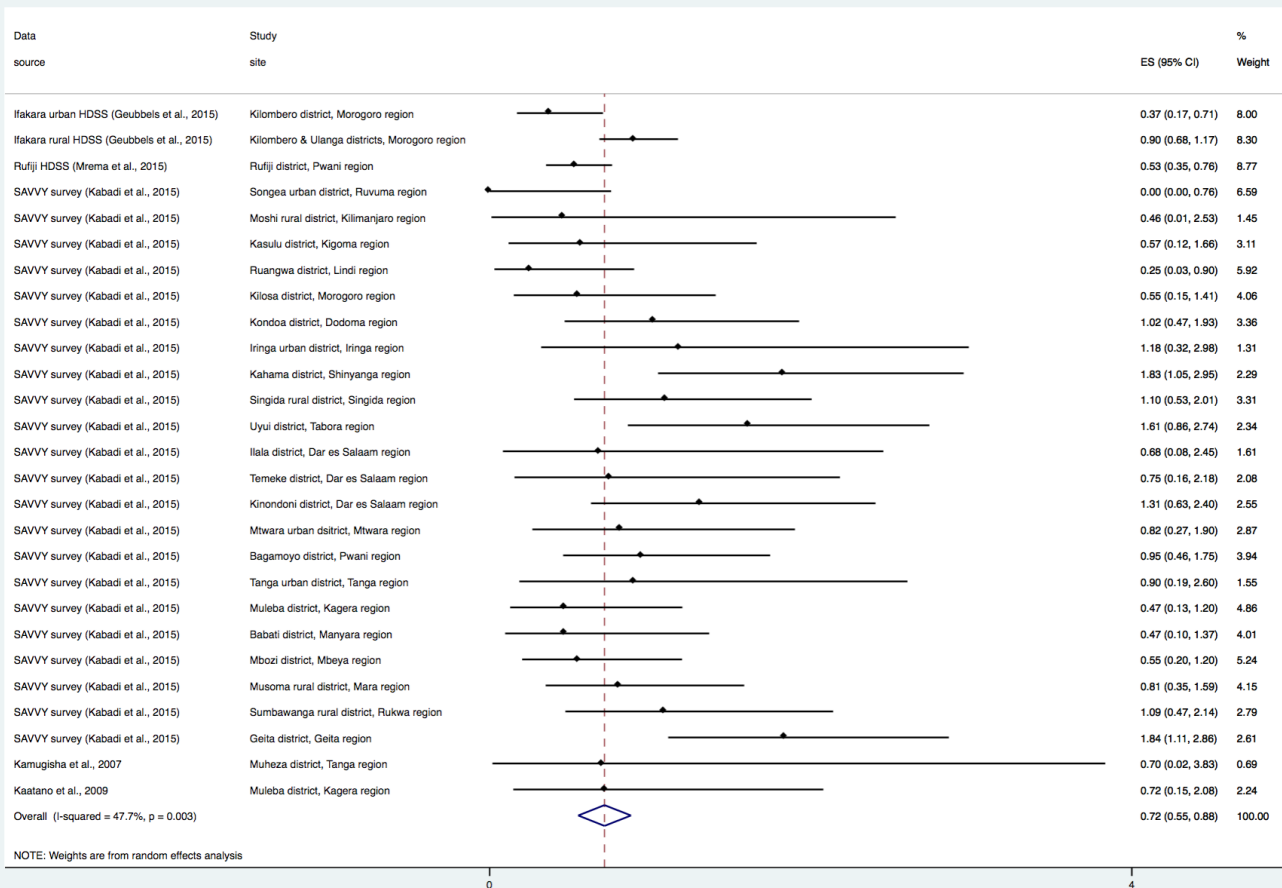 Data Study %
source site ES (95% CI) Weight
Ifakara urban HDSS (Geubbels et al., 2015) Kilombero district, Morogoro region 0.37 (0.17, 0.71) 8.00
Ifakara rural HDSS (Geubbels et al., 2015) Kilombero & Ulanga districts, Morogoro region 0.90 (0.68, 1.17) 8.30
Rufiji HDSS (Mrema et al., 2015) Rufiji district, Pwani region 0.53 (0.35, 0.76) 8.77
SAVVY survey (Kabadi et al., 2015) Songea urban district, Ruvuma region 0.00 (0.00, 0.76) 6.59
SAVVY survey (Kabadi et al., 2015) Moshi rural district, Kilimanjaro region 0.46 (0.01, 2.53) 1.45
SAVVY survey (Kabadi et al., 2015) Kasulu district, Kigoma region 0.57 (0.12, 1.66) 3.11
SAVVY survey (Kabadi et al., 2015) Ruangwa district, Lindi region 0.25 (0.03, 0.90) 5.92
SAVVY survey (Kabadi et al., 2015) Kilosa district, Morogoro region 0.55 (0.15, 1.41) 4.06
SAVVY survey (Kabadi et al., 2015) Kondoa district, Dodoma region 1.02 (0.47, 1.93) 3.36
SAVVY survey (Kabadi et al., 2015) Iringa urban district, Iringa region 1.18 (0.32, 2.98) 1.31
SAVVY survey (Kabadi et al., 2015) Kahama district, Shinyanga region 1.83 (1.05, 2.95) 2.29
SAVVY survey (Kabadi et al., 2015) Singida rural district, Singida region 1.10 (0.53, 2.01) 3.31
SAVVY survey (Kabadi et al., 2015) Uyui district, Tabora region 1.61 (0.86, 2.74) 2.34
SAVVY survey (Kabadi et al., 2015) Ilala district, Dar es Salaam region 0.68 (0.08, 2.45) 1.61
SAVVY survey (Kabadi et al., 2015) Temeke district, Dar es Salaam region 0.75 (0.16, 2.18) 2.08
SAVVY survey (Kabadi et al., 2015) Kinondoni district, Dar es Salaam region 1.31 (0.63, 2.40) 2.55
SAVVY survey (Kabadi et al., 2015) Mtwara urban dsitrict, Mtwara region 0.82 (0.27, 1.90) 2.87
SAVVY survey (Kabadi et al., 2015) Bagamoyo district, Pwani region 0.95 (0.46, 1.75) 3.94
SAVVY survey (Kabadi et al., 2015) Tanga urban district, Tanga region 0.90 (0.19, 2.60) 1.55
SAVVY survey (Kabadi et al., 2015) Muleba district, Kagera region 0.47 (0.13, 1.20) 4.86
SAVVY survey (Kabadi et al., 2015) Babati district, Manyara region 0.47 (0.10, 1.37) 4.01
SAVVY survey (Kabadi et al., 2015) Mbozi district, Mbeya region 0.55 (0.20, 1.20) 5.24
SAVVY survey (Kabadi et al., 2015) Musoma rural district, Mara region 0.81 (0.35, 1.59) 4.15
SAVVY survey (Kabadi et al., 2015) Sumbawanga rural district, Rukwa region 1.09 (0.47, 2.14) 2.79
SAVVY survey (Kabadi et al., 2015) Geita district, Geita region 1.84 (1.11, 2.86) 2.61
Kamugisha et al., 2007 Muheza district, Tanga region 0.70 (0.02, 3.83) 0.69
Kaatano et al., 2009 Muleba district, Kagera region 0.72 (0.15, 2.08) 2.24
Overall (I-squared = 47.7%, p = 0.003) 0.72 (0.55, 0.88) 100.00
NOTE: Weights are from random effects analysis
0 4